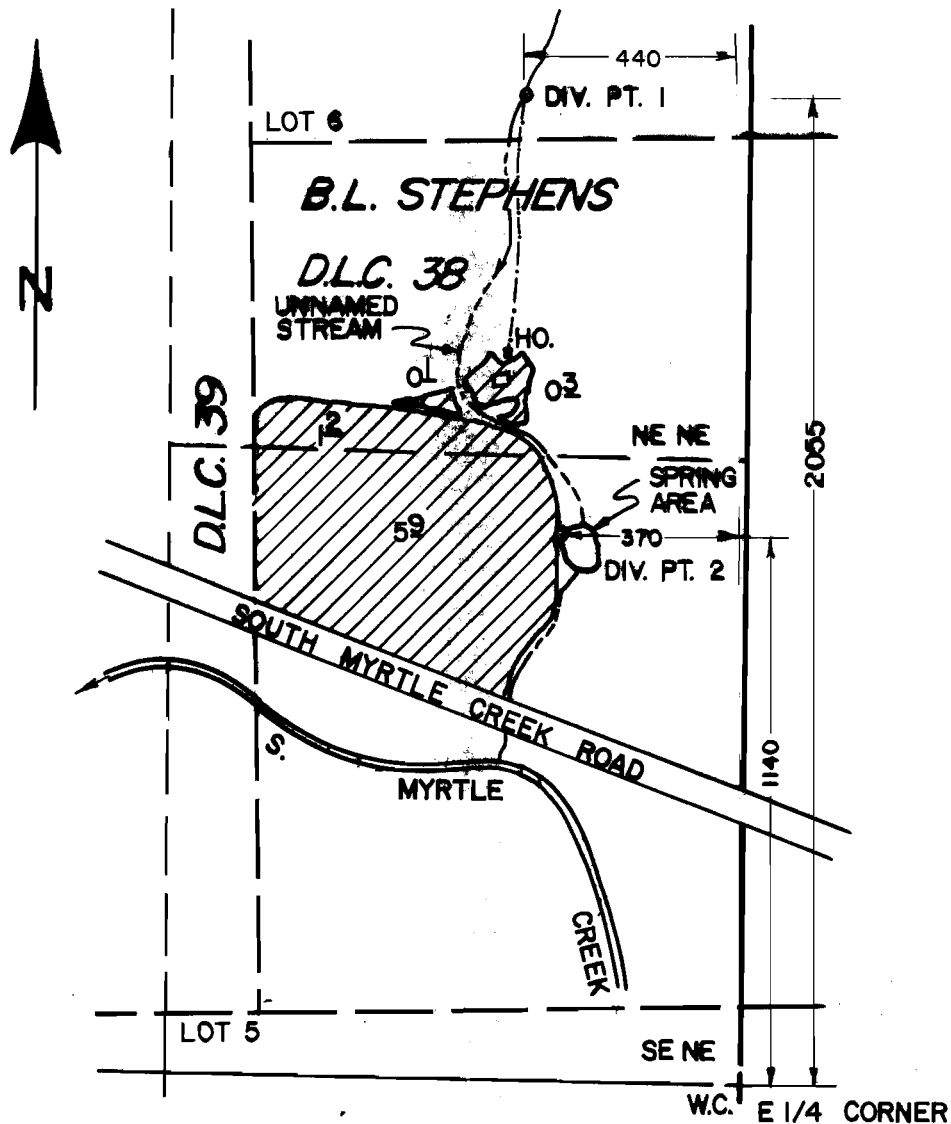 440
DIV. PT. 1
LOT 6
B.L. STEPHENS
D.L.C. 38
UNNAMED
STREAM
HO.
0 1
0 3
D.L.C. 39
1 2
NE NE
SPRING
AREA
2055
5 9
370
DIV. PT. 2
N
SOUTH MYRTLE CREEK ROAD
1140
S.
MYRTLE
CREEK
LOT 5
SE NE
W.C.
E 1/4 CORNER